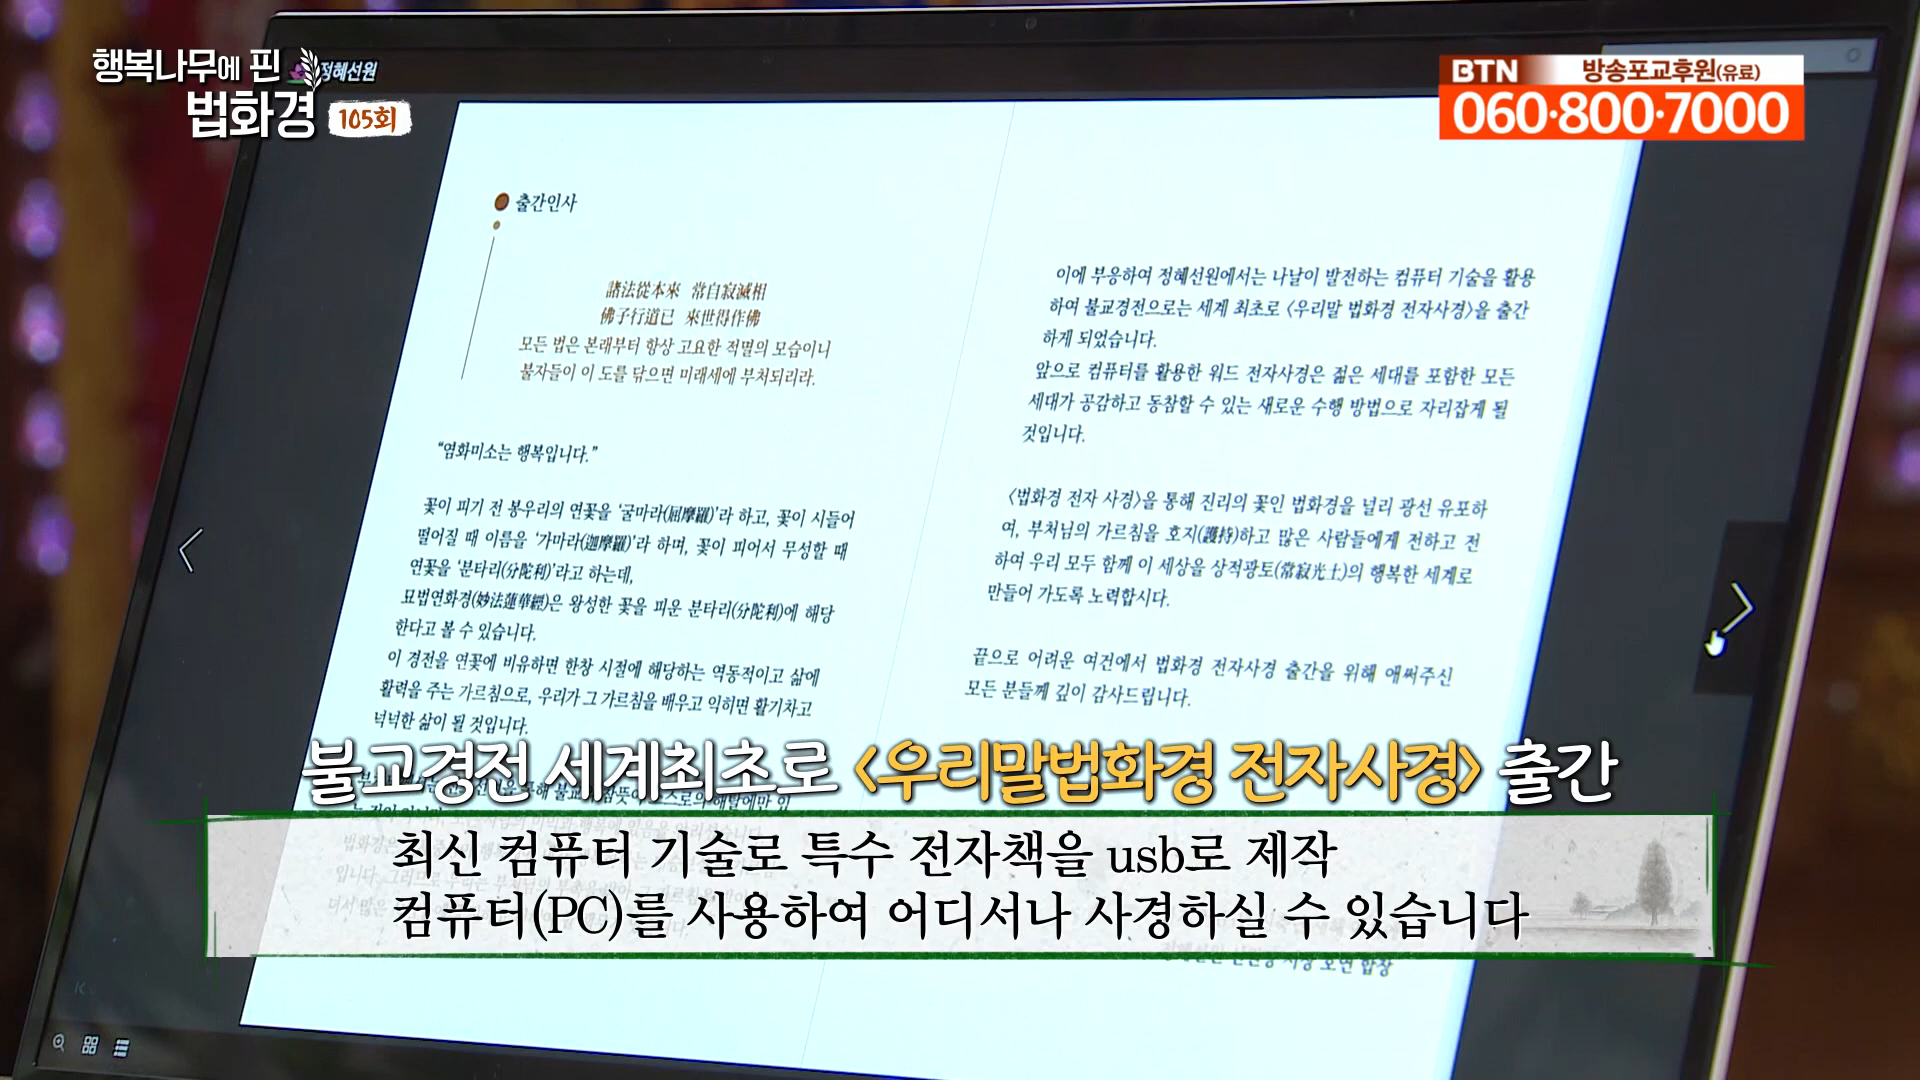 행복나무에 핀
법화경 105회
정혜선원
BTN 방송포교후원(유료)
060·800·7000
출간인사
諸法從本來 常自寂滅相
佛子行道已 來世得作佛
모든 법은 본래부터 항상 고요한 적멸의 모습이니
불자들이 이 도를 닦으면 미래세에 부처되리라.
“염화미소는 행복입니다.”
꽃이 피기 전 봉우리의 연꽃을 ‘굴마라(屈摩羅)’라 하고, 꽃이 시들어
떨어질 때 이름을 ‘가마라(迦摩羅)’라 하며, 꽃이 피어서 무성할 때
연꽃을 ‘분타리(分陀利)’라고 하는데,
묘법연화경(妙法蓮華經)은 왕성한 꽃을 피운 분타리(分陀利)에 해당
한다고 볼 수 있습니다.
이 경전을 연꽃에 비유하면 한창 시절에 해당하는 역동적이고 삶에
활력을 주는 가르침으로, 우리가 그 가르침을 배우고 익히면 활기차고
넉넉한 삶이 될 것입니다.
이에 부응하여 정혜선원에서는 나날이 발전하는 컴퓨터 기술을 활용
하여 불교경전으로는 세계 최초로 〈우리말 법화경 전자사경〉을 출간
하게 되었습니다.
앞으로 컴퓨터를 활용한 워드 전자사경은 젊은 세대를 포함한 모든
세대가 공감하고 동참할 수 있는 새로운 수행 방법으로 자리잡게 될
것입니다.
〈법화경 전자 사경〉을 통해 진리의 꽃인 법화경을 널리 광선 유포하
여, 부처님의 가르침을 호지(護持)하고 많은 사람들에게 전하고 전
하여 우리 모두 함께 이 세상을 상적광토(常寂光土)의 행복한 세계로
만들어 가도록 노력합시다.
끝으로 어려운 여건에서 법화경 전자사경 출간을 위해 애써주신
모든 분들께 깊이 감사드립니다.
불교경전 세계최초로 <우리말법화경 전자사경> 출간
최신 컴퓨터 기술로 특수 전자책을 usb로 제작
컴퓨터(PC)를 사용하여 어디서나 사경하실 수 있습니다